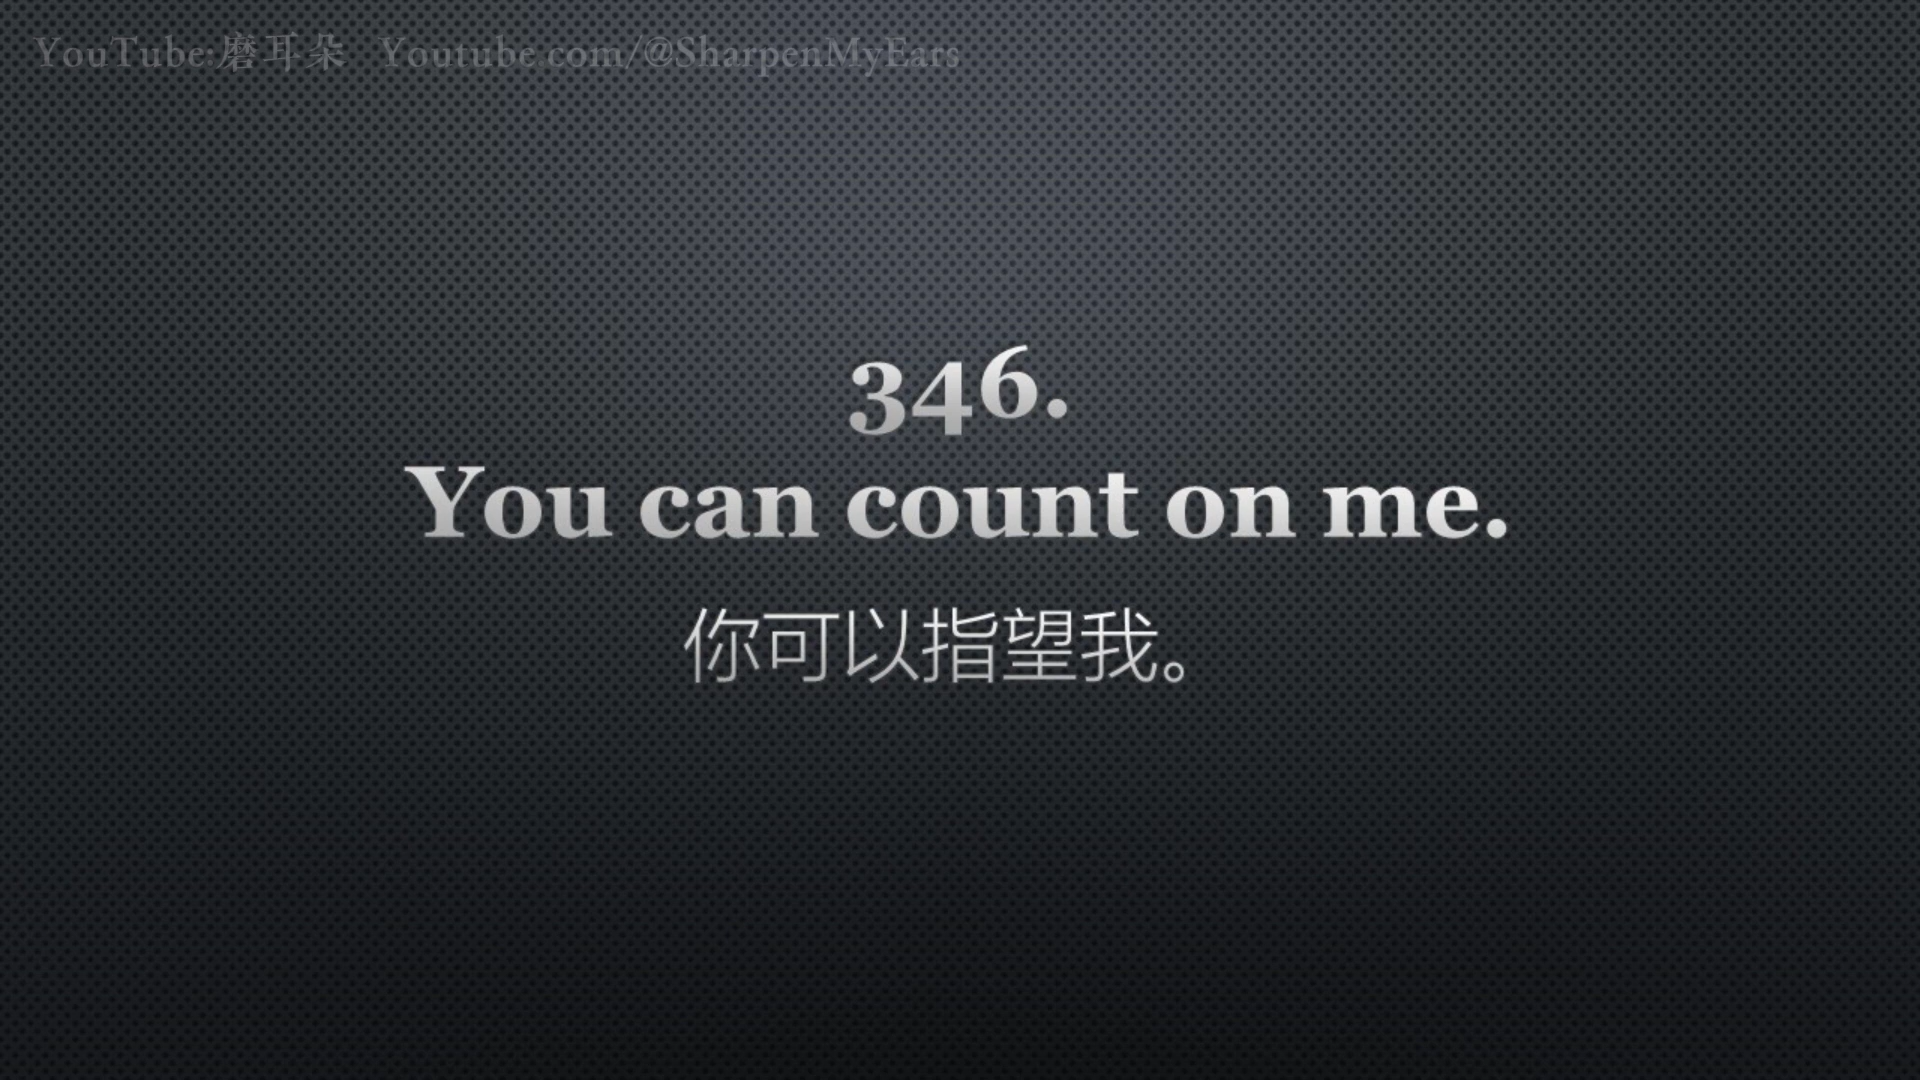 YouTube:磨耳朵 Youtube.com/@SharpenMyEars
346.
You can count on me.
你可以指望我。